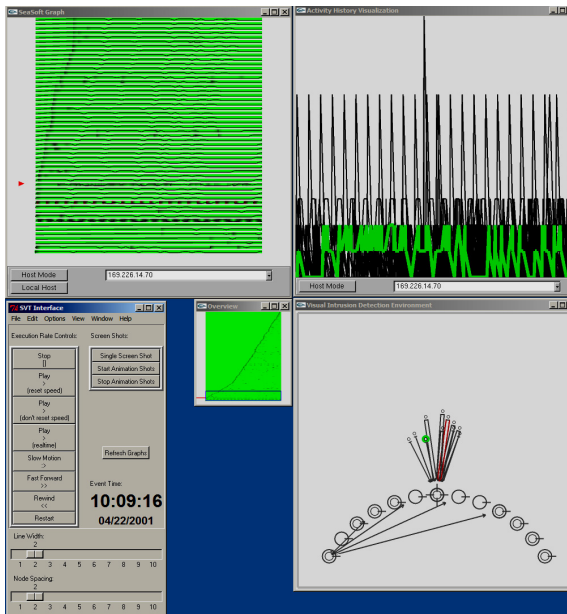 SeeSoft Graph
Host Mode
169.226.14.70
Local Host
Activity History Visualization
Host Mode
169.226.14.70
SVT Interface
File Edit Options View Window Help
Execution Rate Controls:
Screen Shots:
Stop
[]
Play
>
(reset speed)
Play
>
(don't reset speed)
Play
>
(realtime)
Slow Motion
:>
Fast Forward
>>
Rewind
<<
Restart
Single Screen Shot
Start Animation Shots
Stop Animation Shots
Refresh Graphs
Event Time:
10:09:16
04/22/2001
Line Width:
2
1 2 3 4 5 6 7 8 9 10
Node Spacing:
2
1 2 3 4 5 6 7 8 9 10
Overview
Visual Intrusion Detection Environment